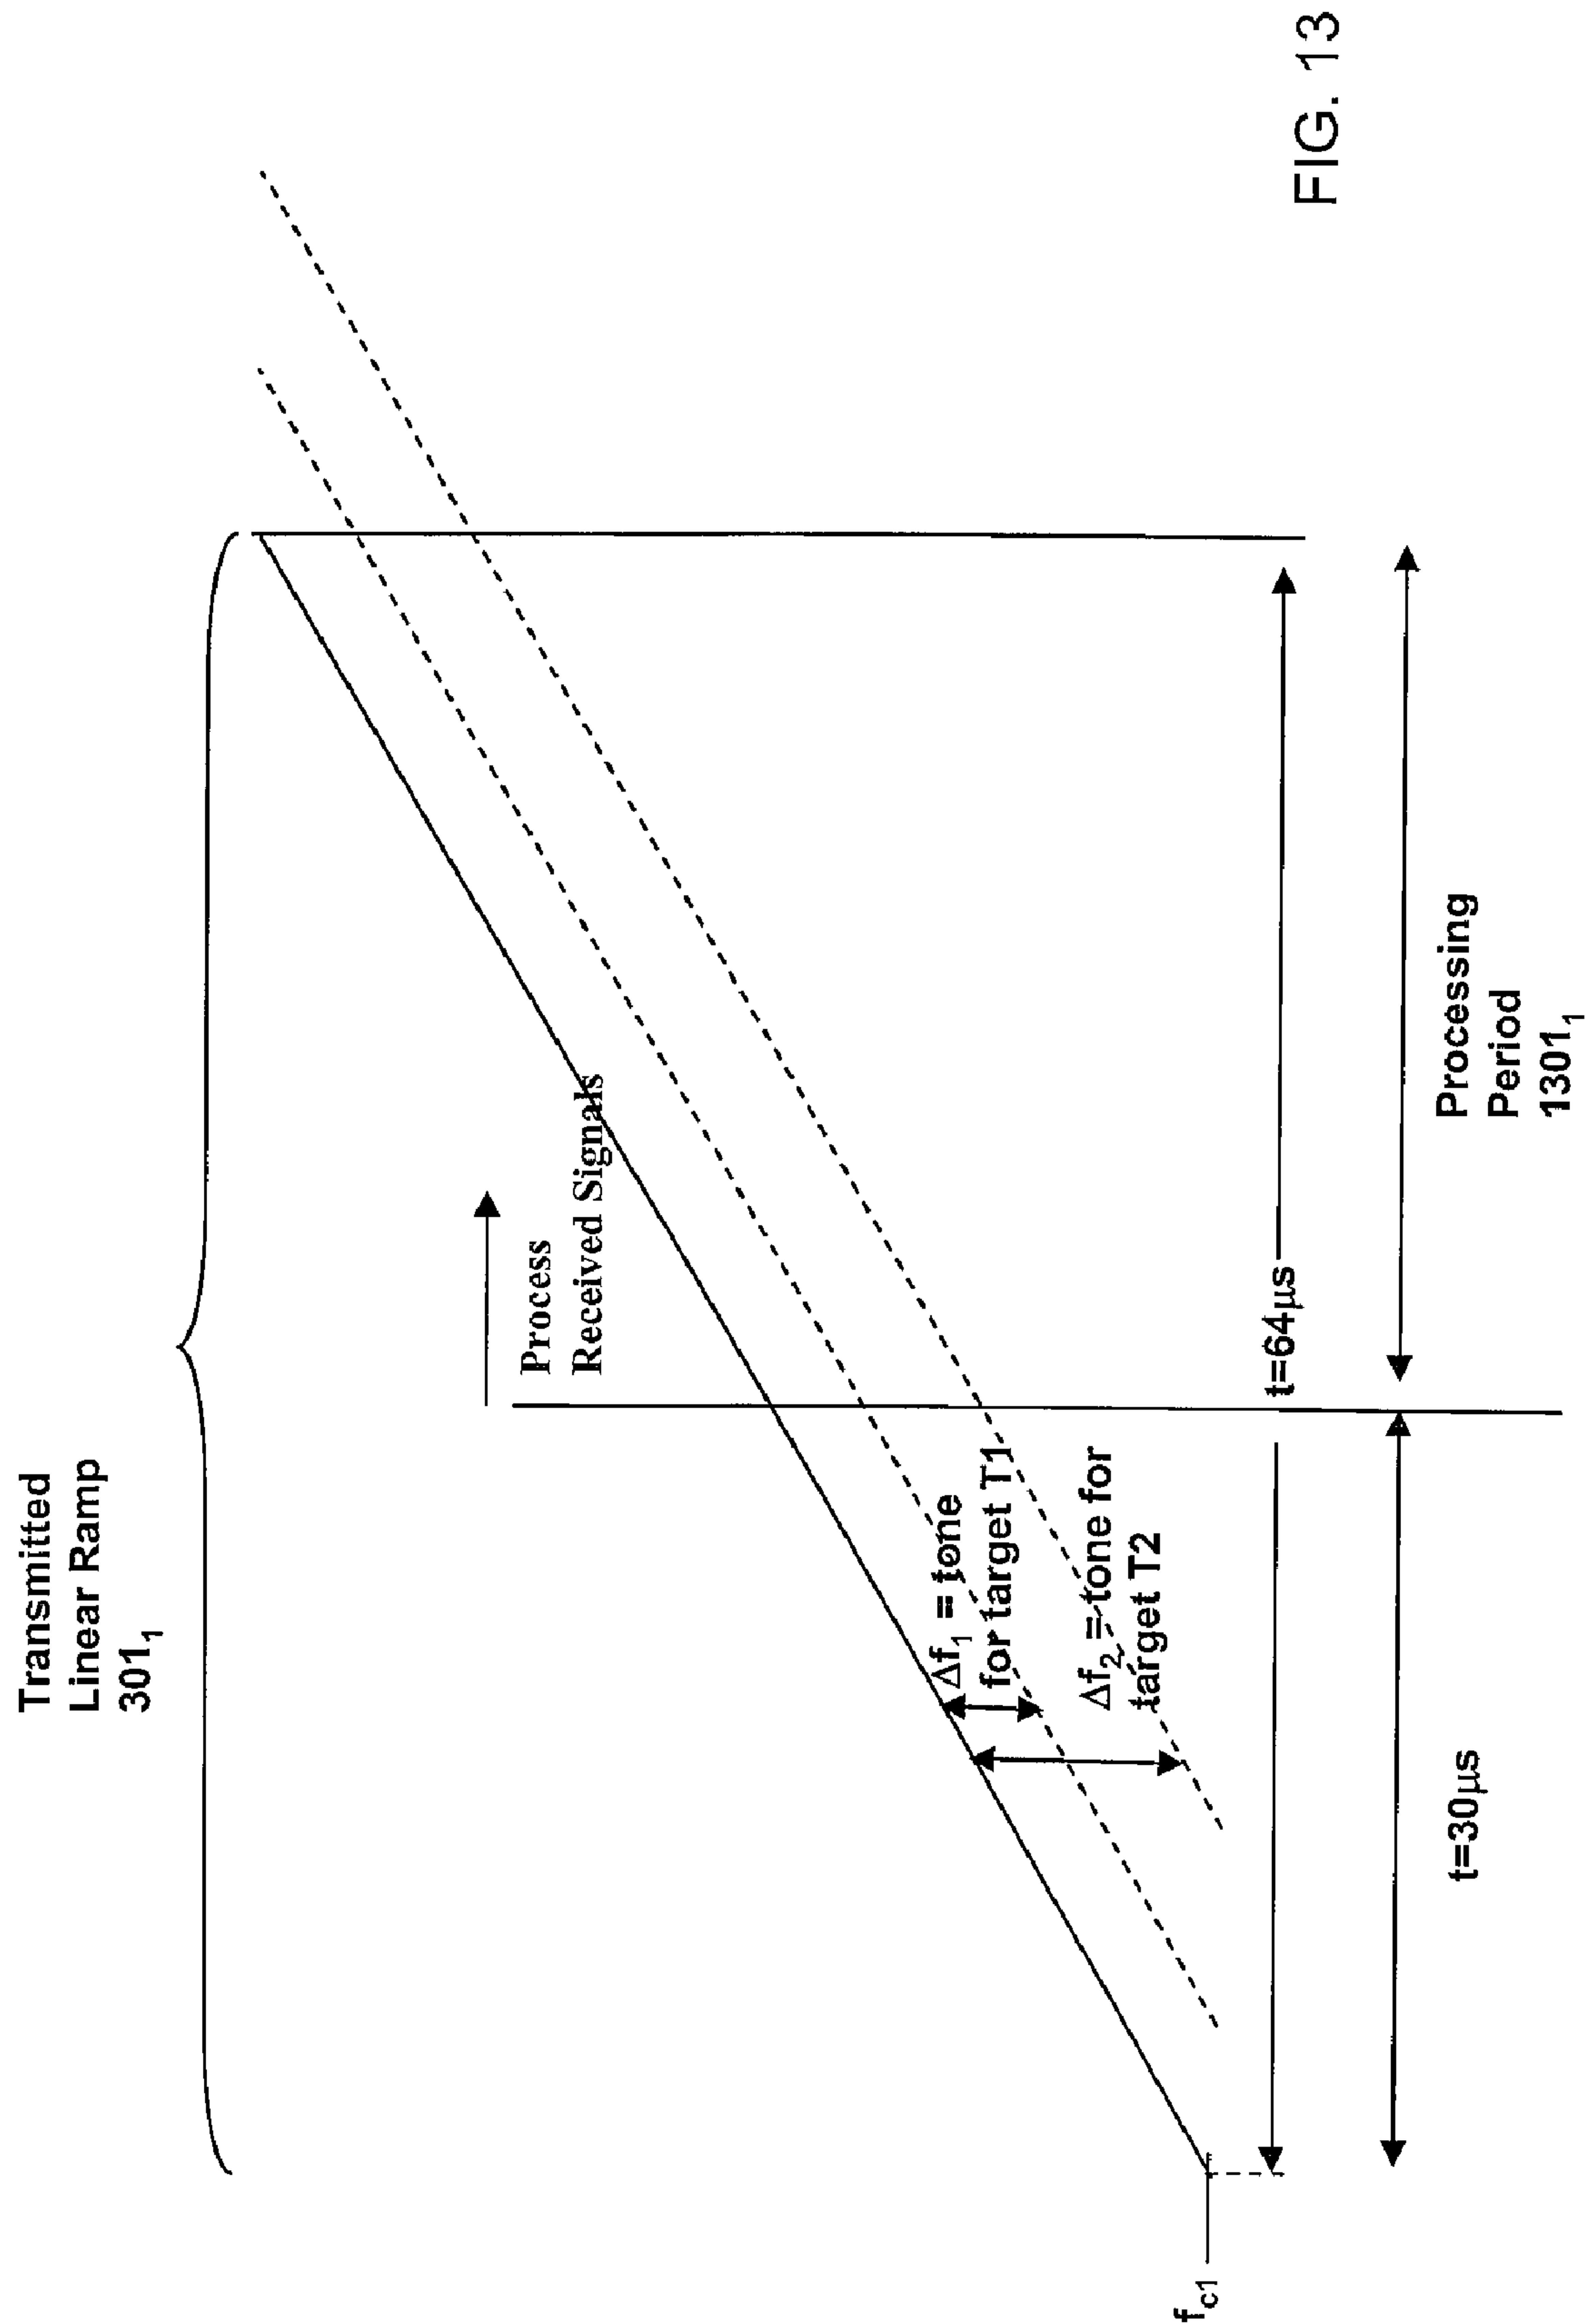 Transmitted
Linear Ramp
301₁
Process
Received Signals
Δf₁ = tone
for target T1
Δf₂ = tone for
target T2
f_c1
t=64μs
t=30μs
Processing
Period
1301₁
FIG. 13